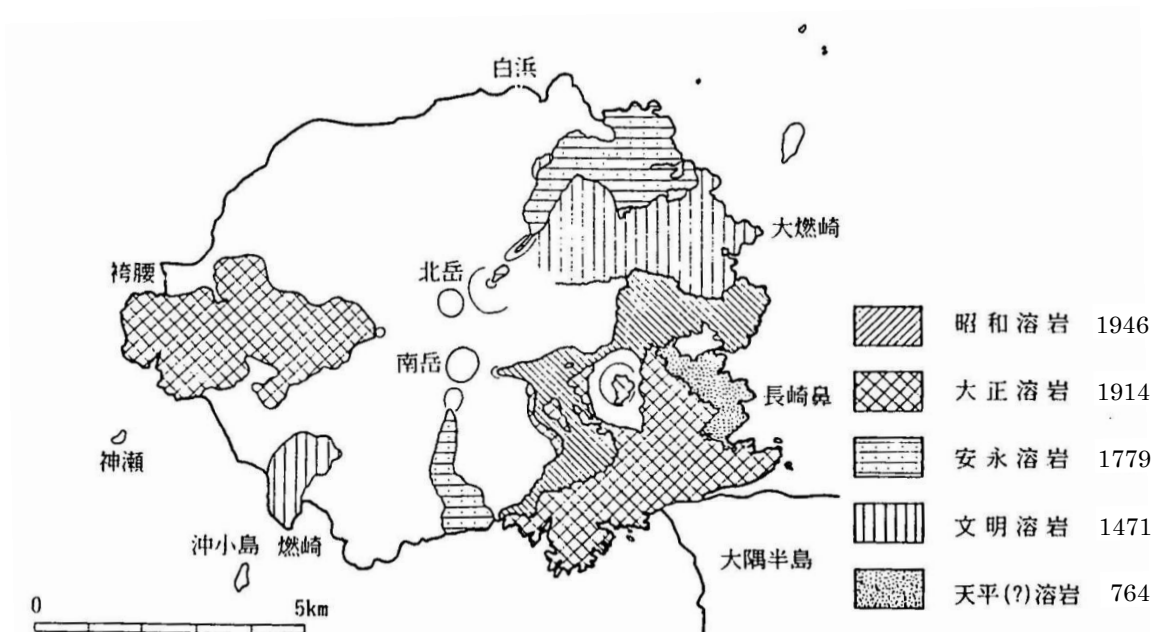 白浜
大燃崎
袴腰
北岳
昭和溶岩 1946
南岳
大正溶岩 1914
長崎鼻
神瀬
安永溶岩 1779
文明溶岩 1471
沖小島 燃崎
大隅半島
天平(?)溶岩 764
0 5km